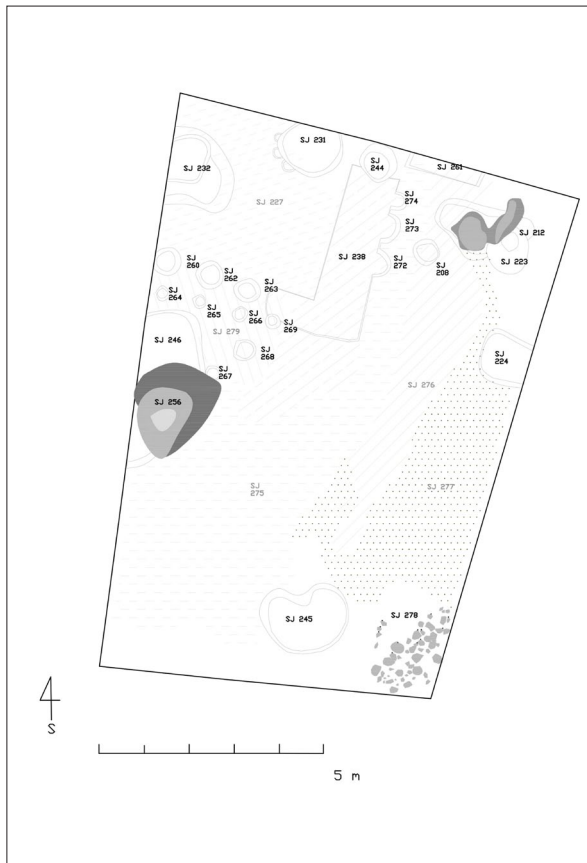 SJ 231
SJ
244
SJ 261
SJ 232
SJ
274
SJ 227
SJ
273
SJ 212
SJ
260
SJ
262
SJ
263
SJ 238
SJ
272
SJ
208
SJ
223
SJ
264
SJ
265
SJ
266
SJ
269
SJ 279
SJ 246
SJ
268
SJ
224
SJ
267
SJ 276
SJ 256
SJ
275
SJ 277
SJ 245
SJ 278
S
5 m